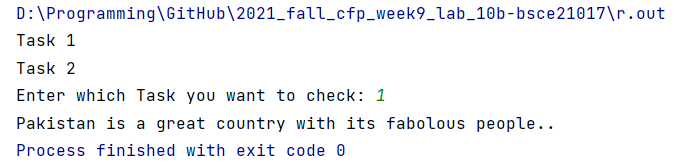 D:\Programming\GitHub\2021_fall_cfp_week9_lab_10b-bsce21017\r.out
Task 1
Task 2
Enter which Task you want to check: 1
Pakistan is a great country with its fabolous people..
Process finished with exit code 0